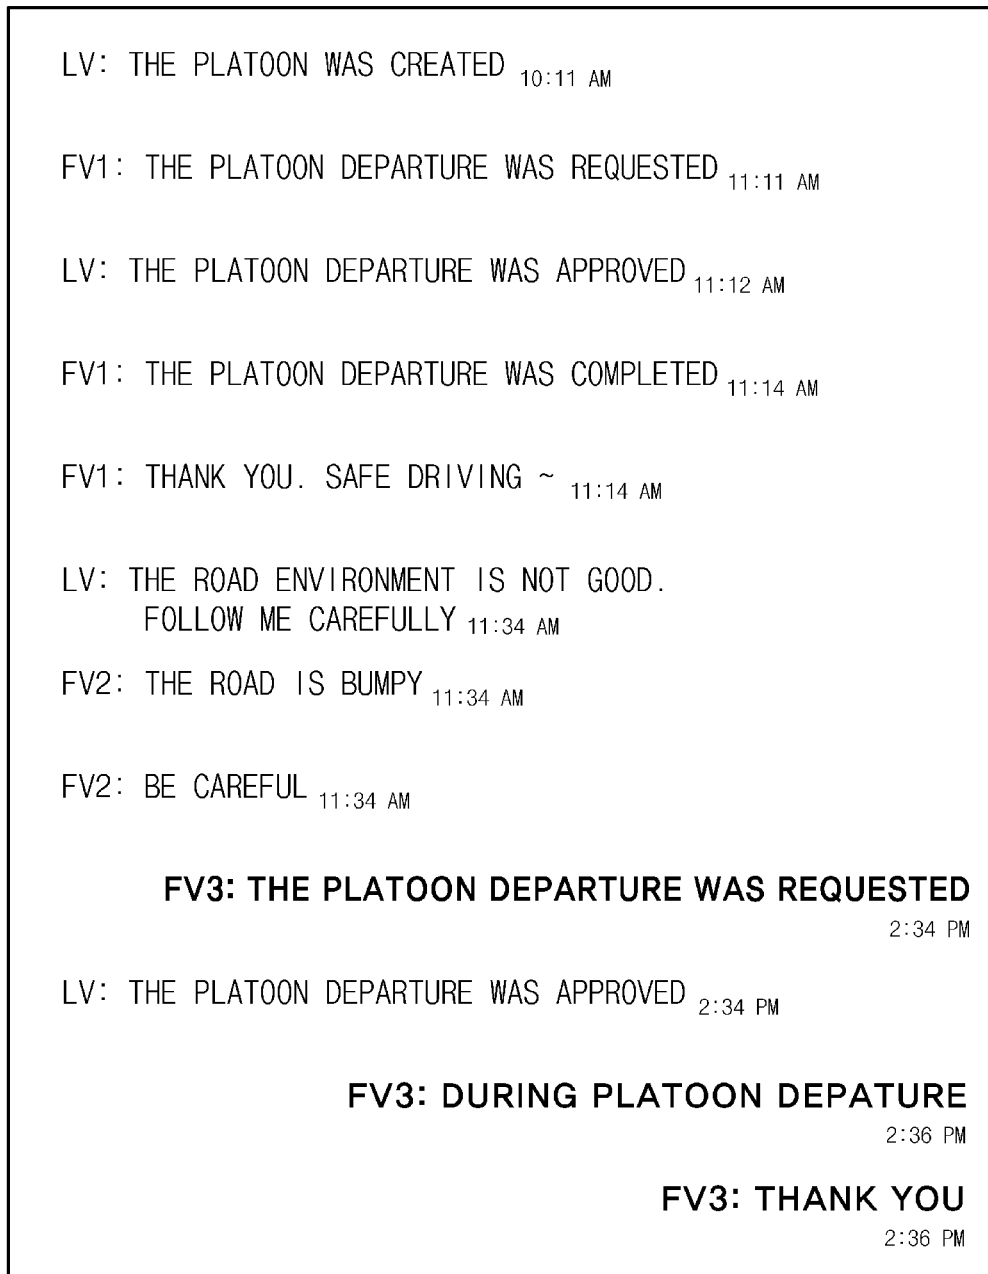 LV: THE PLATOON WAS CREATED 10:11 AM
FV1: THE PLATOON DEPARTURE WAS REQUESTED 11:11 AM
LV: THE PLATOON DEPARTURE WAS APPROVED 11:12 AM
FV1: THE PLATOON DEPARTURE WAS COMPLETED 11:14 AM
FV1: THANK YOU. SAFE DRIVING ~ 11:14 AM
LV: THE ROAD ENVIRONMENT IS NOT GOOD.
FOLLOW ME CAREFULLY 11:34 AM
FV2: THE ROAD IS BUMPY 11:34 AM
FV2: BE CAREFUL 11:34 AM
FV3: THE PLATOON DEPARTURE WAS REQUESTED
2:34 PM
LV: THE PLATOON DEPARTURE WAS APPROVED 2:34 PM
FV3: DURING PLATOON DEPATURE
2:36 PM
FV3: THANK YOU
2:36 PM